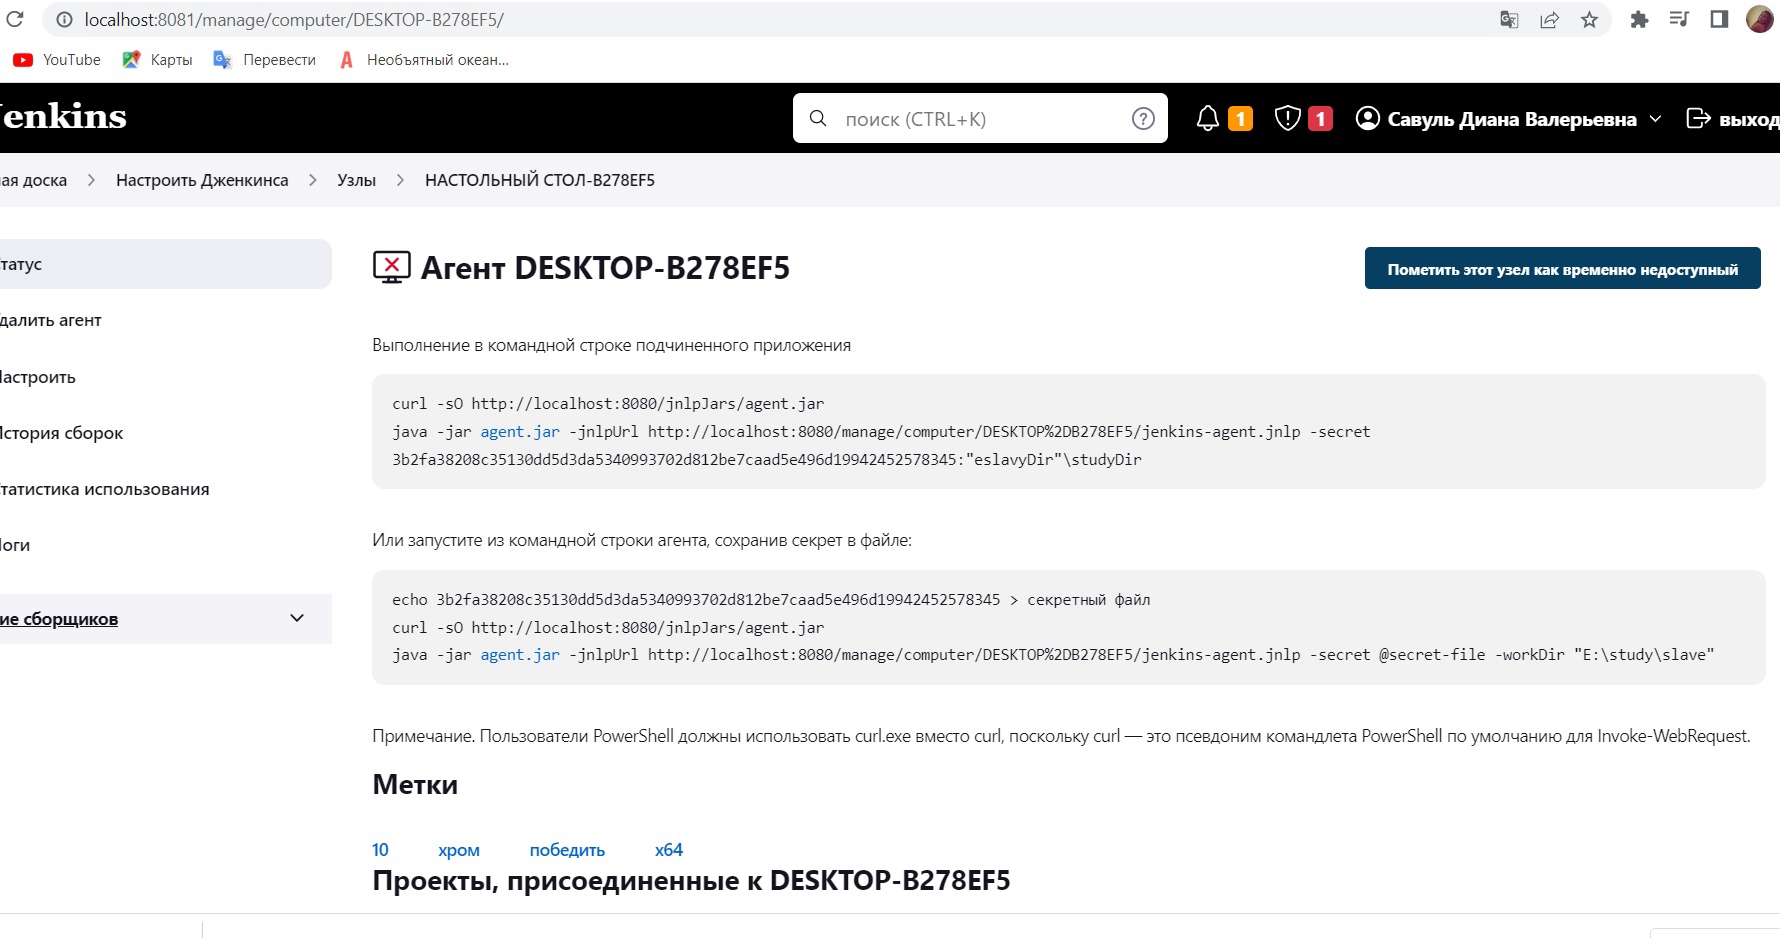 localhost:8081/manage/computer/DESKTOP-B278EF5/
YouTube Карты Перевести Необъятный океан...
enkins
поиск (CTRL+K) ? 1 1 Савуль Диана Валерьевна выход
ая доска > Настроить Дженкинса > Узлы > НАСТОЛЬНЫЙ СТОЛ-B278EF5
татус
далить агент
Настроить
История сборок
татистика использования
Логи
ие сборщиков
Агент DESKTOP-B278EF5
Пометить этот узел как временно недоступный
Выполнение в командной строке подчиненного приложения
curl -sO http://localhost:8080/jnlpJars/agent.jar
java -jar agent.jar -jnlpUrl http://localhost:8080/manage/computer/DESKTOP%2DB278EF5/jenkins-agent.jnlp -secret
3b2fa38208c35130dd5d3da5340993702d812be7caad5e496d19942452578345:"eslavyDir"\studyDir
Или запустите из командной строки агента, сохранив секрет в файле:
echo 3b2fa38208c35130dd5d3da5340993702d812be7caad5e496d19942452578345 > секретный файл
curl -sO http://localhost:8080/jnlpJars/agent.jar
java -jar agent.jar -jnlpUrl http://localhost:8080/manage/computer/DESKTOP%2DB278EF5/jenkins-agent.jnlp -secret @secret-file -workDir "E:\study\slave"
Примечание. Пользователи PowerShell должны использовать curl.exe вместо curl, поскольку curl — это псевдоним командлета PowerShell по умолчанию для Invoke-WebRequest.
Метки
10 хром победить x64
Проекты, присоединенные к DESKTOP-B278EF5